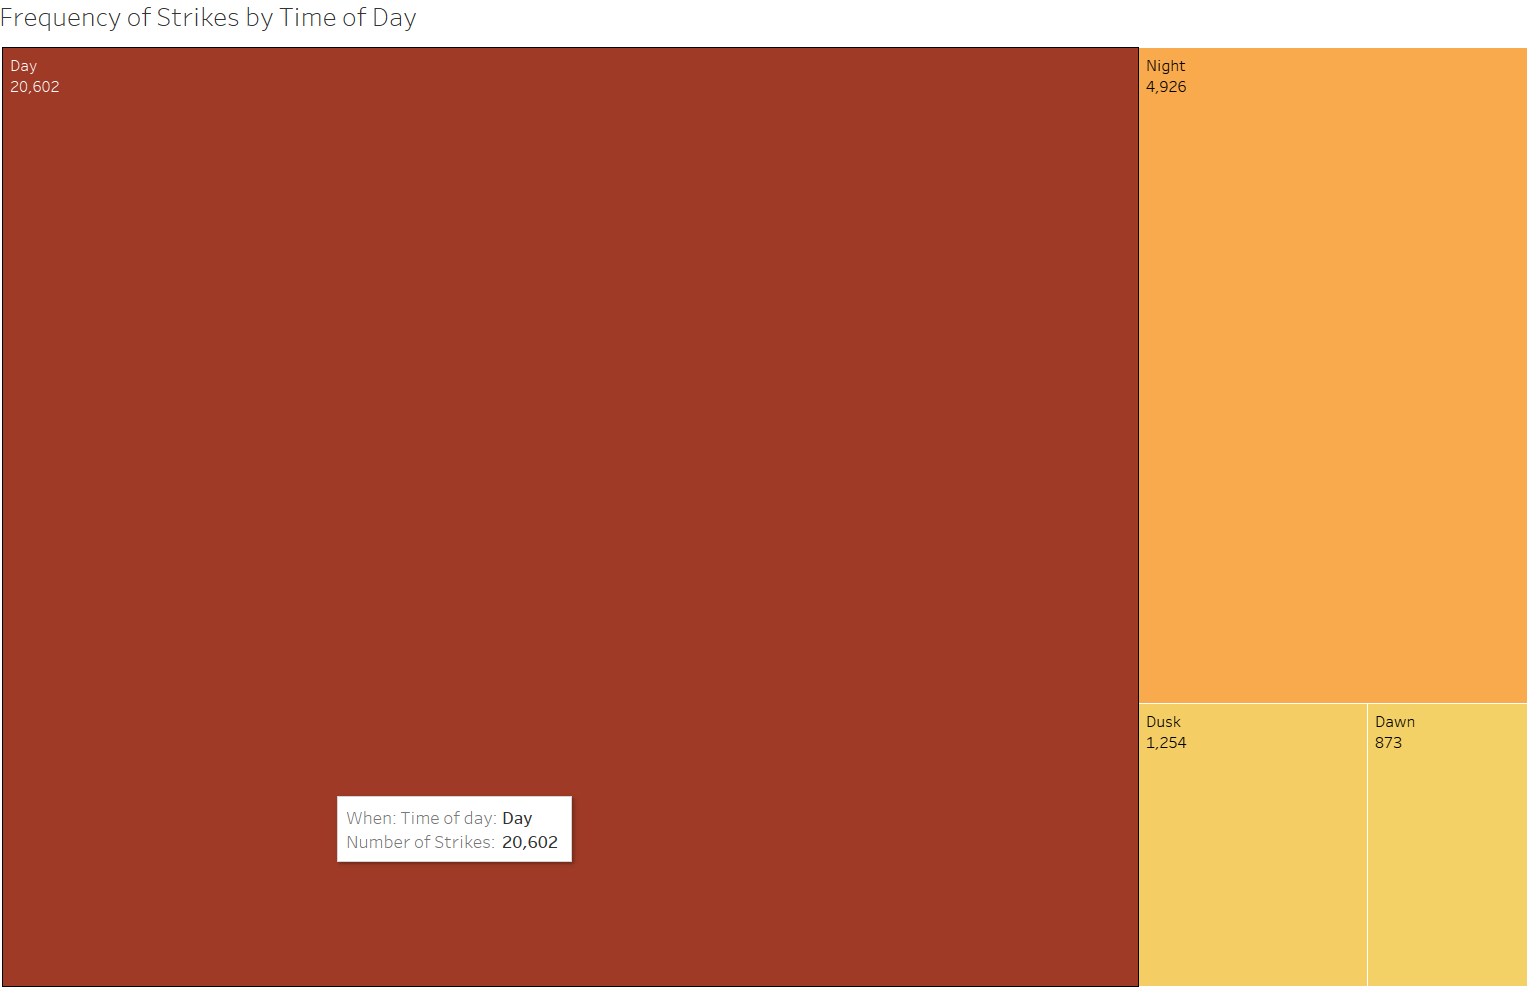 Frequency of Strikes by Time of Day
Day
20,602
Night
4,926
Dusk
1,254
Dawn
873
When: Time of day: Day
Number of Strikes: 20,602